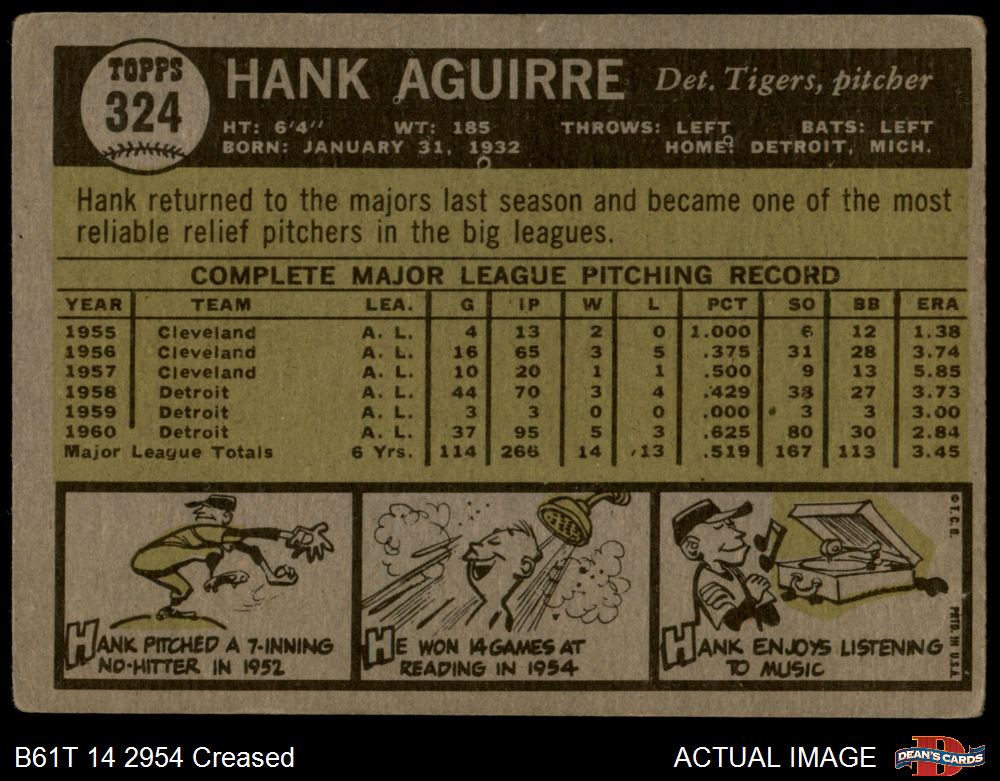 TOPPS
324
HANK AGUIRRE Det. Tigers, pitcher
HT: 6'4" WT: 185 THROWS: LEFT BATS: LEFT
BORN: JANUARY 31, 1932 HOME: DETROIT, MICH.
Hank returned to the majors last season and became one of the most
reliable relief pitchers in the big leagues.
COMPLETE MAJOR LEAGUE PITCHING RECORD
YEAR TEAM LEA. G IP W L PCT SO BB ERA
1955 Cleveland A. L. 4 13 2 0 1.000 6 12 1.38
1956 Cleveland A. L. 16 65 3 5 .375 31 28 3.74
1957 Cleveland A. L. 10 20 1 1 .500 9 13 5.85
1958 Detroit A. L. 44 70 3 4 .429 38 27 3.73
1959 Detroit A. L. 3 3 0 0 .000 3 3 3.00
1960 Detroit A. L. 37 95 5 3 .625 80 30 2.84
Major League Totals 6 Yrs. 114 266 14 13 .519 167 113 3.45
HANK PITCHED A 7-INNING
NO-HITTER IN 1952
HE WON 14 GAMES AT
READING IN 1954
HANK ENJOYS LISTENING
TO MUSIC
© T.C.G. PRTD. IN U.S.A.
B61T 14 2954 Creased
ACTUAL IMAGE
D
DEAN'S CARDS